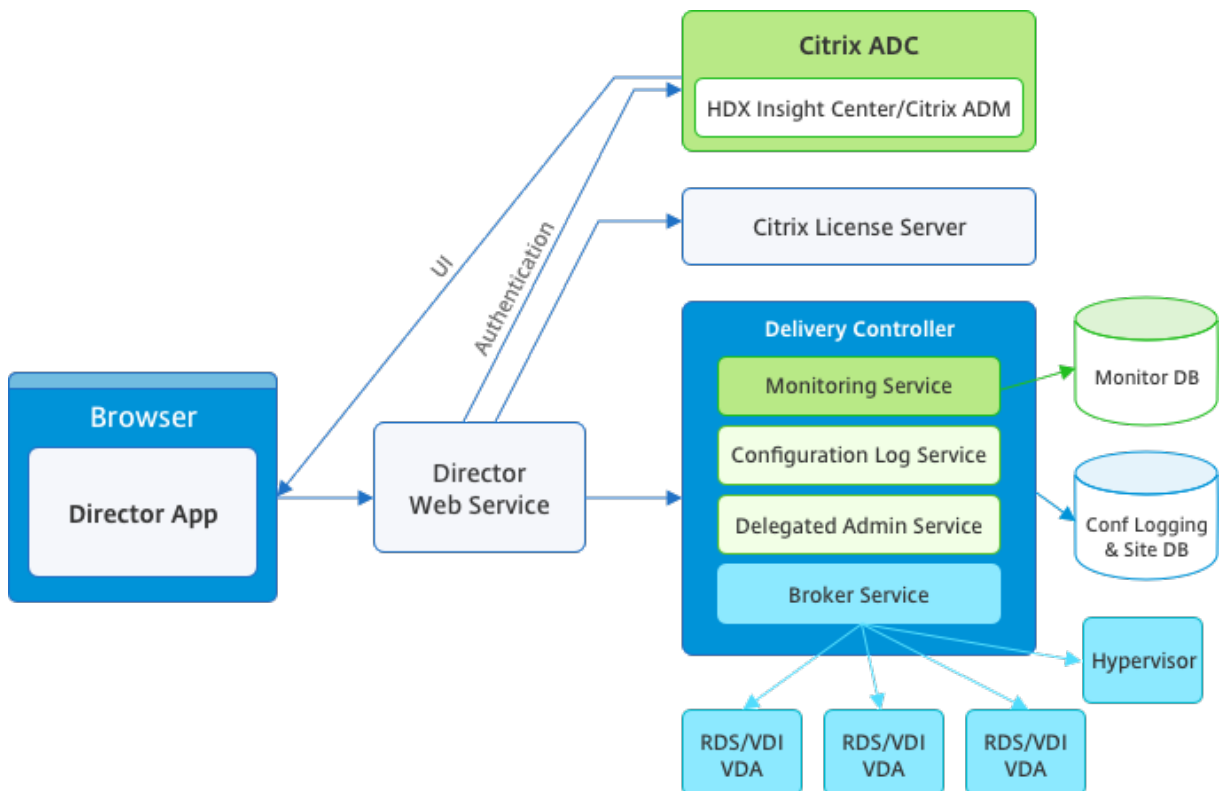 Citrix ADC
HDX Insight Center/Citrix ADM
Citrix License Server
UI
Authentication
Delivery Controller
Monitoring Service
Configuration Log Service
Delegated Admin Service
Broker Service
Monitor DB
Conf Logging
& Site DB
Browser
Director App
Director
Web Service
Hypervisor
RDS/VDI
VDA
RDS/VDI
VDA
RDS/VDI
VDA